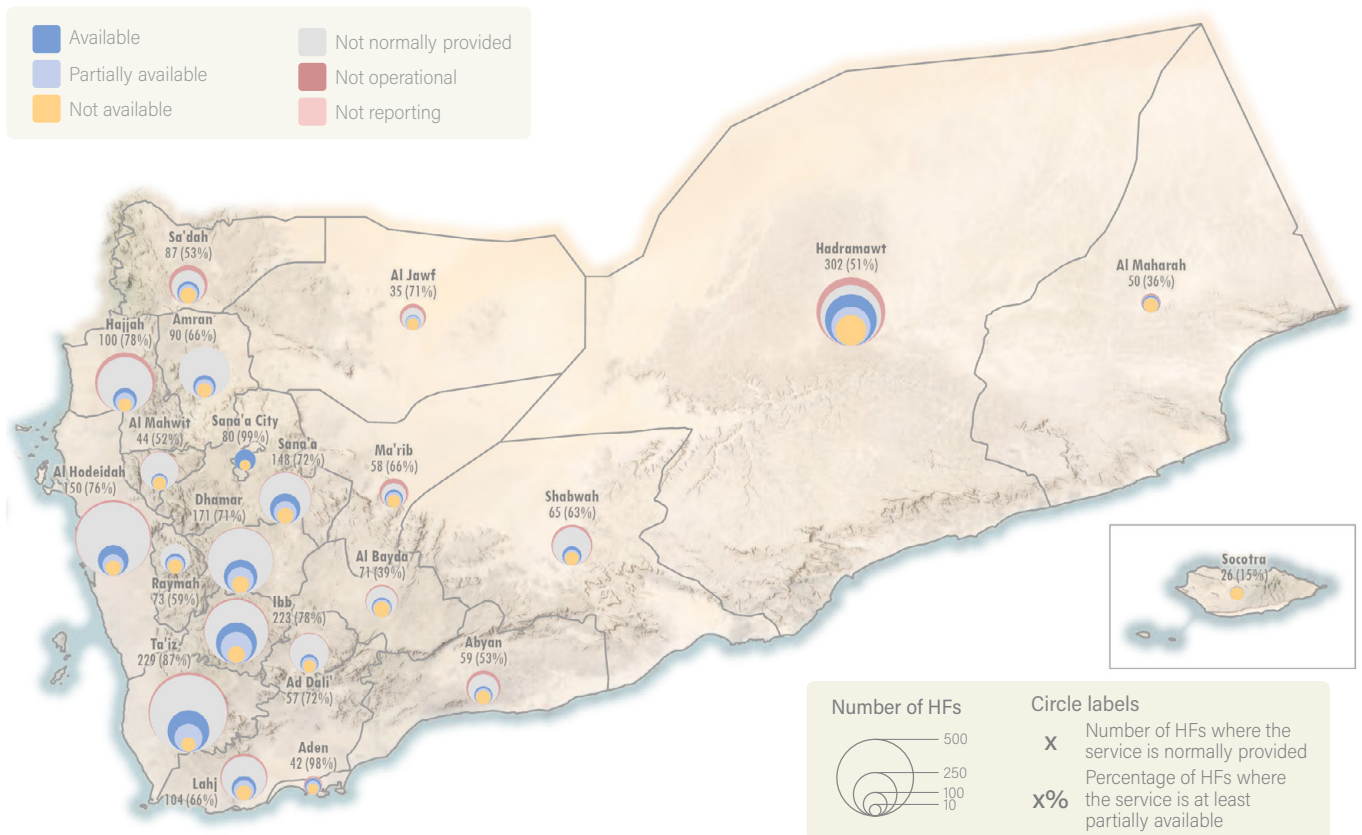 Available
Partially available
Not available
Not normally provided
Not operational
Not reporting
Sa'dah
87 (53%)
Al Jawf
35 (71%)
Hadramawt
302 (51%)
Al Maharah
50 (36%)
Hajjah
100 (78%)
Amran
90 (66%)
Al Mahwit
44 (52%)
Sana'a City
80 (99%)
Sana'a
148 (72%)
Ma'rib
58 (66%)
Al Hodeidah
150 (76%)
Dhamar
171 (71%)
Shabwah
65 (63%)
Al Bayda
71 (39%)
Raymah
73 (59%)
Ibb
223 (78%)
Socotra
26 (15%)
Ta'iz
229 (87%)
Ad Dali'
57 (72%)
Abyan
59 (53%)
Aden
42 (98%)
Lahj
104 (66%)
Number of HFs
500
250
100
10
Circle labels
x
Number of HFs where the
service is normally provided
x%
Percentage of HFs where
the service is at least
partially available